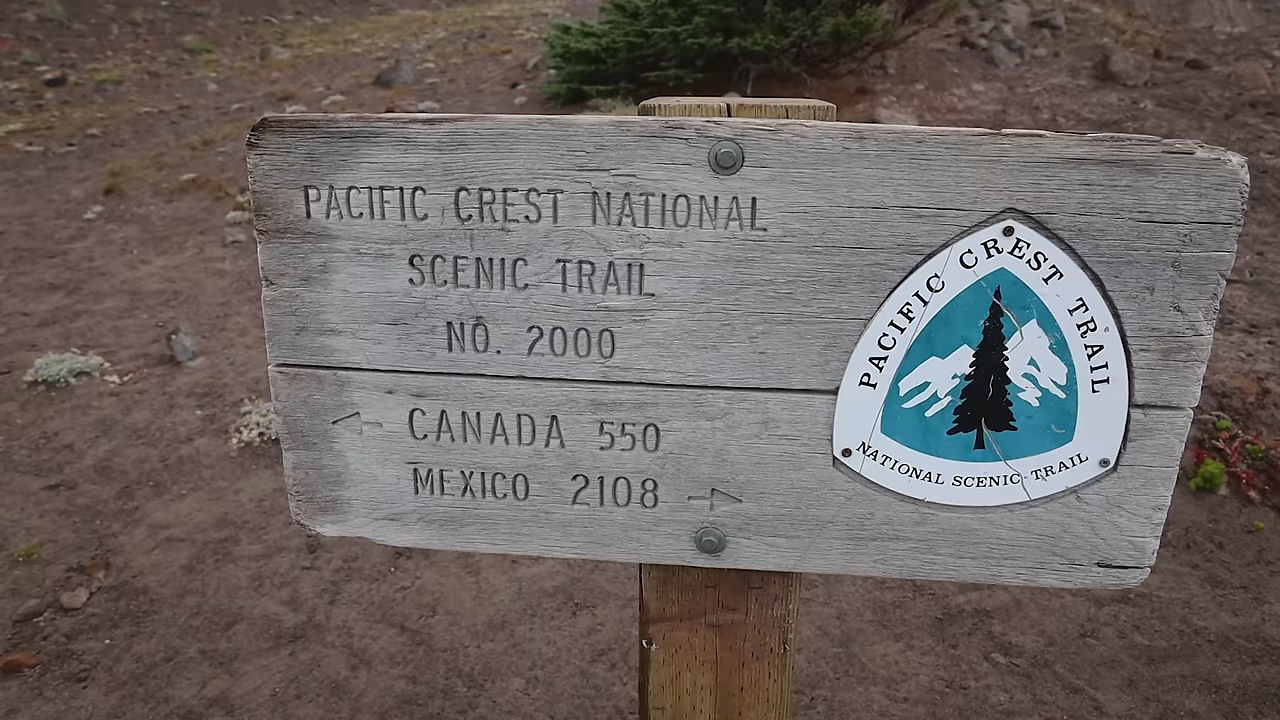 PACIFIC CREST NATIONAL
SCENIC TRAIL
NO. 2000
CANADA 550
MEXICO 2108
PACIFIC CREST TRAIL
NATIONAL SCENIC TRAIL